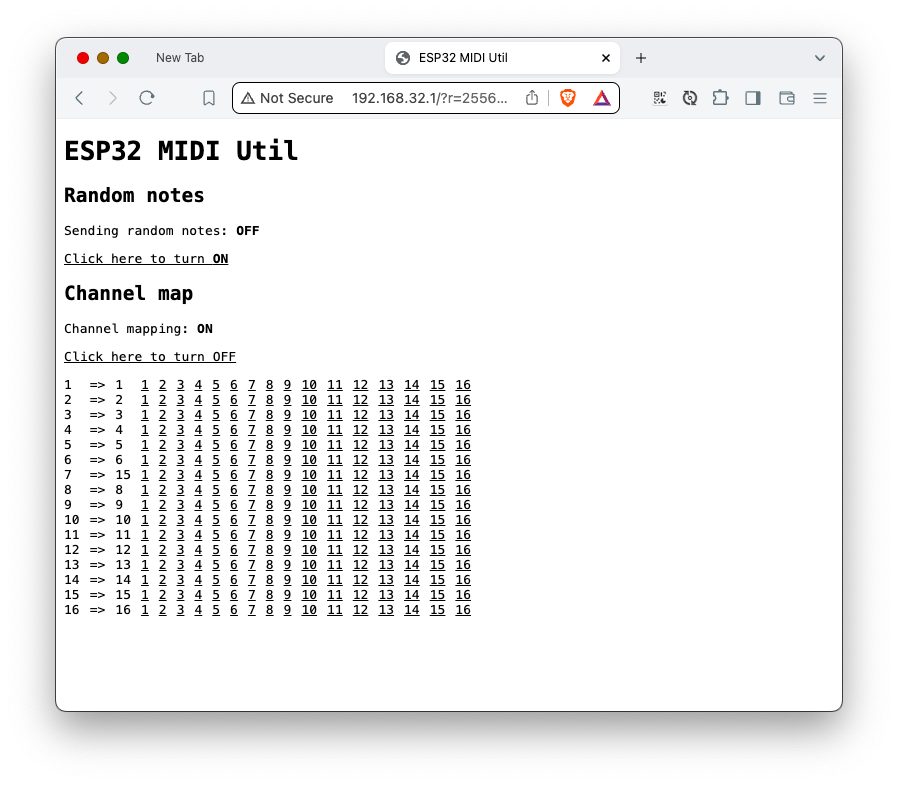 New Tab
ESP32 MIDI Util
Not Secure 192.168.32.1/?r=2556...
ESP32 MIDI Util
Random notes
Sending random notes: OFF
Click here to turn ON
Channel map
Channel mapping: ON
Click here to turn OFF
1 => 1 1 2 3 4 5 6 7 8 9 10 11 12 13 14 15 16
2 => 2 1 2 3 4 5 6 7 8 9 10 11 12 13 14 15 16
3 => 3 1 2 3 4 5 6 7 8 9 10 11 12 13 14 15 16
4 => 4 1 2 3 4 5 6 7 8 9 10 11 12 13 14 15 16
5 => 5 1 2 3 4 5 6 7 8 9 10 11 12 13 14 15 16
6 => 6 1 2 3 4 5 6 7 8 9 10 11 12 13 14 15 16
7 => 15 1 2 3 4 5 6 7 8 9 10 11 12 13 14 15 16
8 => 8 1 2 3 4 5 6 7 8 9 10 11 12 13 14 15 16
9 => 9 1 2 3 4 5 6 7 8 9 10 11 12 13 14 15 16
10 => 10 1 2 3 4 5 6 7 8 9 10 11 12 13 14 15 16
11 => 11 1 2 3 4 5 6 7 8 9 10 11 12 13 14 15 16
12 => 12 1 2 3 4 5 6 7 8 9 10 11 12 13 14 15 16
13 => 13 1 2 3 4 5 6 7 8 9 10 11 12 13 14 15 16
14 => 14 1 2 3 4 5 6 7 8 9 10 11 12 13 14 15 16
15 => 15 1 2 3 4 5 6 7 8 9 10 11 12 13 14 15 16
16 => 16 1 2 3 4 5 6 7 8 9 10 11 12 13 14 15 16